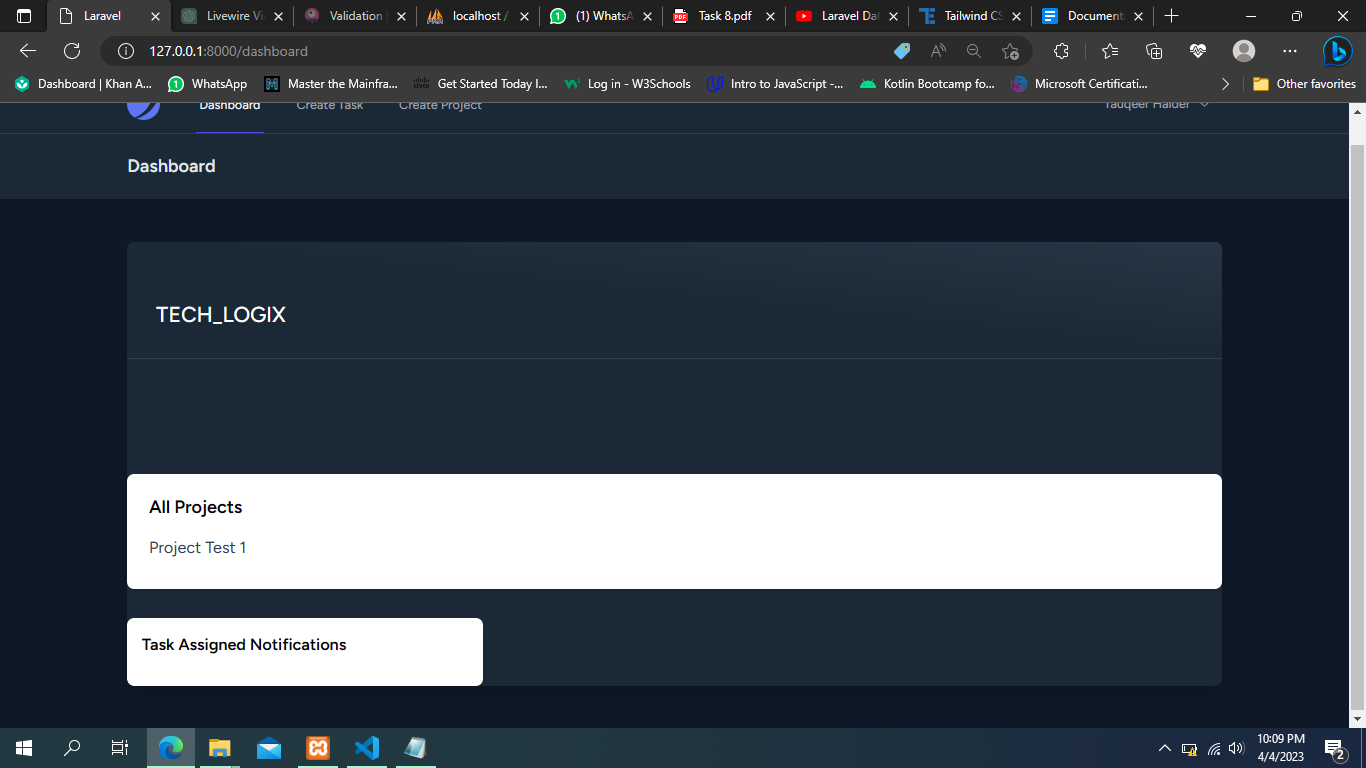 Laravel
Livewire Vi
Validation
localhost /
(1) WhatsA
Task 8.pdf
Laravel Dat
Tailwind CS
Documenta
127.0.0.1:8000/dashboard
Dashboard | Khan A...
WhatsApp
Master the Mainfra...
Get Started Today I...
Log in - W3Schools
Intro to JavaScript -...
Kotlin Bootcamp fo...
Microsoft Certificati...
Other favorites
Dashboard
Create Task
Create Project
Tauqeer Haider
Dashboard
TECH_LOGIX
All Projects
Project Test 1
Task Assigned Notifications
10:09 PM
4/4/2023
2